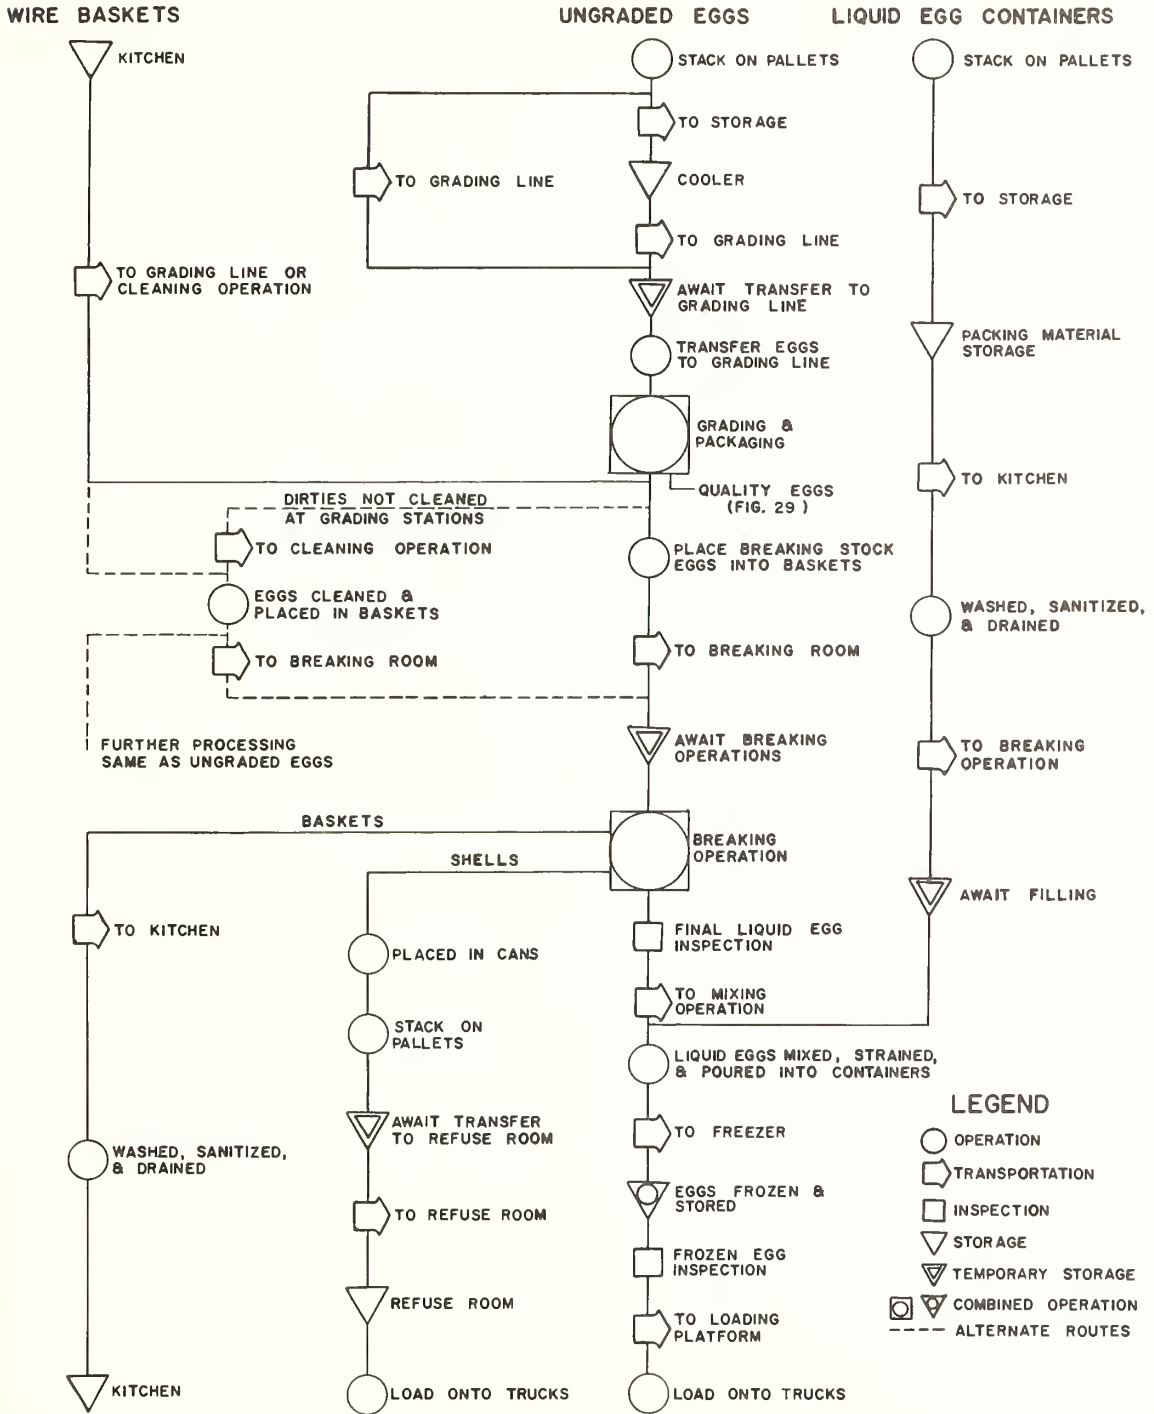 WIRE BASKETS
UNGRADED EGGS
LIQUID EGG CONTAINERS
KITCHEN
TO GRADING LINE OR
CLEANING OPERATION
STACK ON PALLETS
TO STORAGE
TO GRADING LINE
COOLER
TO GRADING LINE
AWAIT TRANSFER TO
GRADING LINE
TRANSFER EGGS
TO GRADING LINE
GRADING &
PACKAGING
QUALITY EGGS
(FIG. 29)
DIRTIES NOT CLEANED
AT GRADING STATIONS
TO CLEANING OPERATION
EGGS CLEANED &
PLACED IN BASKETS
TO BREAKING ROOM
FURTHER PROCESSING
SAME AS UNGRADED EGGS
PLACE BREAKING STOCK
EGGS INTO BASKETS
TO BREAKING ROOM
AWAIT BREAKING
OPERATIONS
BREAKING
OPERATION
STACK ON PALLETS
TO STORAGE
PACKING MATERIAL
STORAGE
TO KITCHEN
WASHED, SANITIZED,
& DRAINED
TO BREAKING
OPERATION
AWAIT FILLING
BASKETS
TO KITCHEN
WASHED, SANITIZED,
& DRAINED
KITCHEN
SHELLS
PLACED IN CANS
STACK ON
PALLETS
AWAIT TRANSFER
TO REFUSE ROOM
TO REFUSE ROOM
REFUSE ROOM
LOAD ONTO TRUCKS
FINAL LIQUID EGG
INSPECTION
TO MIXING
OPERATION
LIQUID EGGS MIXED, STRAINED,
& POURED INTO CONTAINERS
TO FREEZER
EGGS FROZEN &
STORED
FROZEN EGG
INSPECTION
TO LOADING
PLATFORM
LOAD ONTO TRUCKS
LEGEND
OPERATION
TRANSPORTATION
INSPECTION
STORAGE
TEMPORARY STORAGE
COMBINED OPERATION
ALTERNATE ROUTES